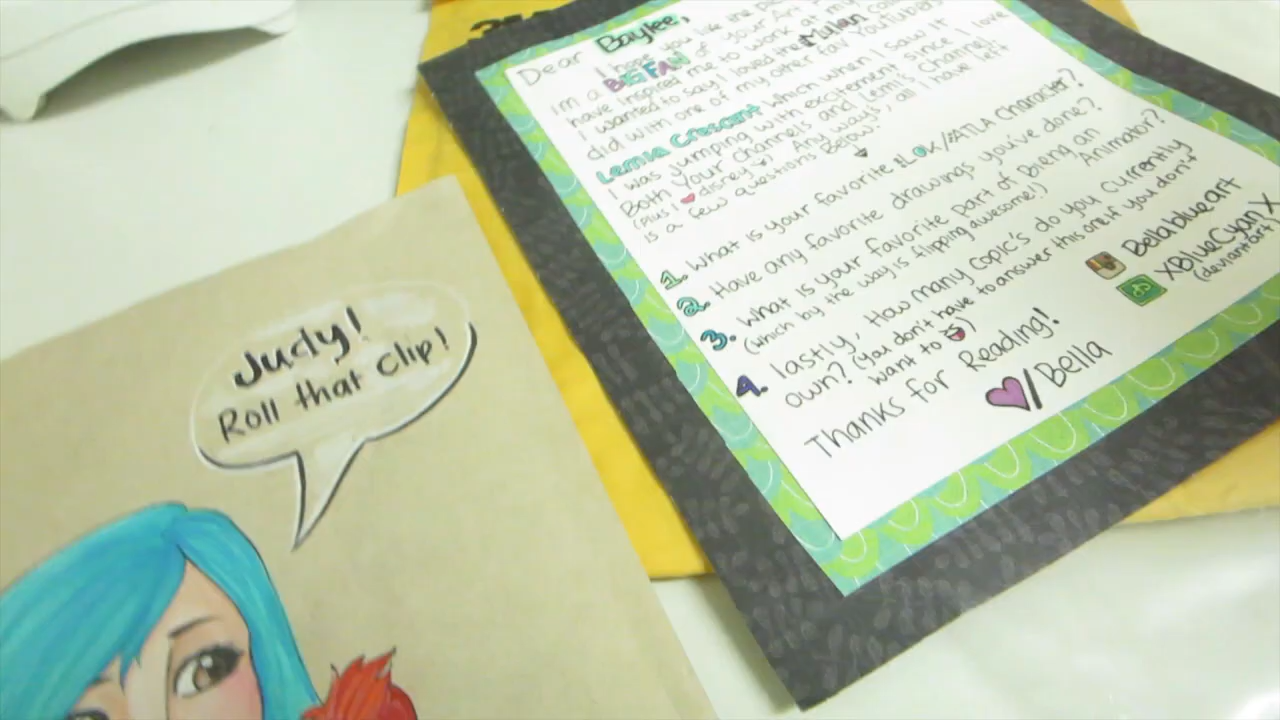 Dear Baylee,
I hope your life is
I'm a BIG FAN of your Art
have inspired me to work at my
I wanted to say I loved the Mulan
did with one of my other fav YouTubers
Lemia Crescent which when I saw it
I was jumping with excitement since I love
Both your channels and Lemia's Channel
(Plus I ❤ disney). Any ways, all I have left
is a few questions Below:
1. What is your favorite LOK/ATLA Character?
2. Have any favorite drawings you've done?
3. What is your favorite part of Bieng an Animator?
(which by the way is flipping awesome!)
4. lastly, How many Copic's do you currently
own? (You don't have to answer this one if you don't
want to)
Thanks for Reading!
♥/Bella
Bellablueart
XBlueCyanX
(deviantart)
Judy!
Roll that Clip!